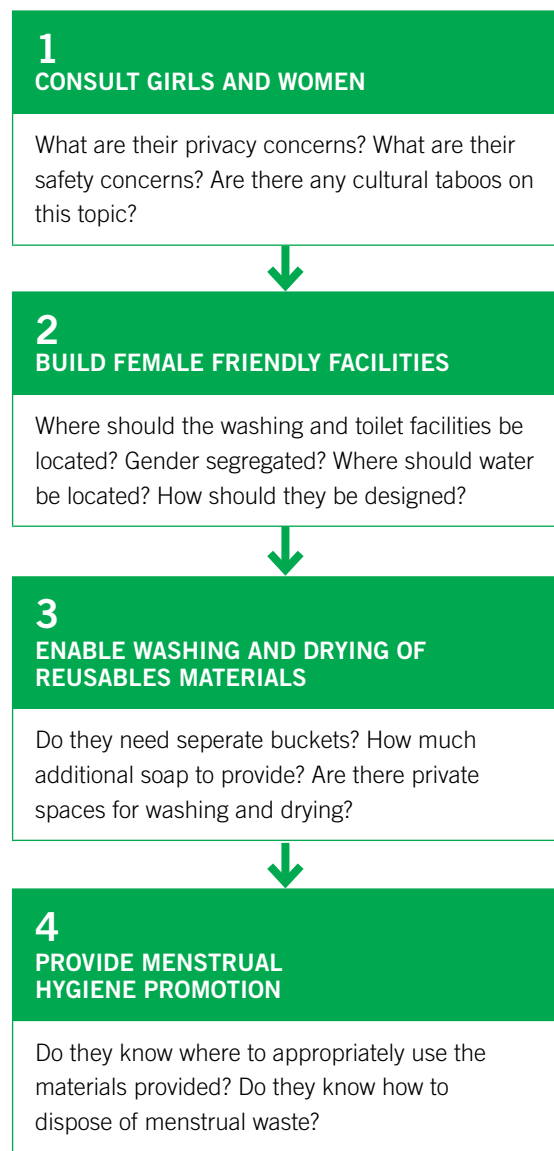 1
CONSULT GIRLS AND WOMEN
What are their privacy concerns? What are their
safety concerns? Are there any cultural taboos on
this topic?
2
BUILD FEMALE FRIENDLY FACILITIES
Where should the washing and toilet facilities be
located? Gender segregated? Where should water
be located? How should they be designed?
3
ENABLE WASHING AND DRYING OF
REUSABLES MATERIALS
Do they need seperate buckets? How much
additional soap to provide? Are there private
spaces for washing and drying?
4
PROVIDE MENSTRUAL
HYGIENE PROMOTION
Do they know where to appropriately use the
materials provided? Do they know how to
dispose of menstrual waste?